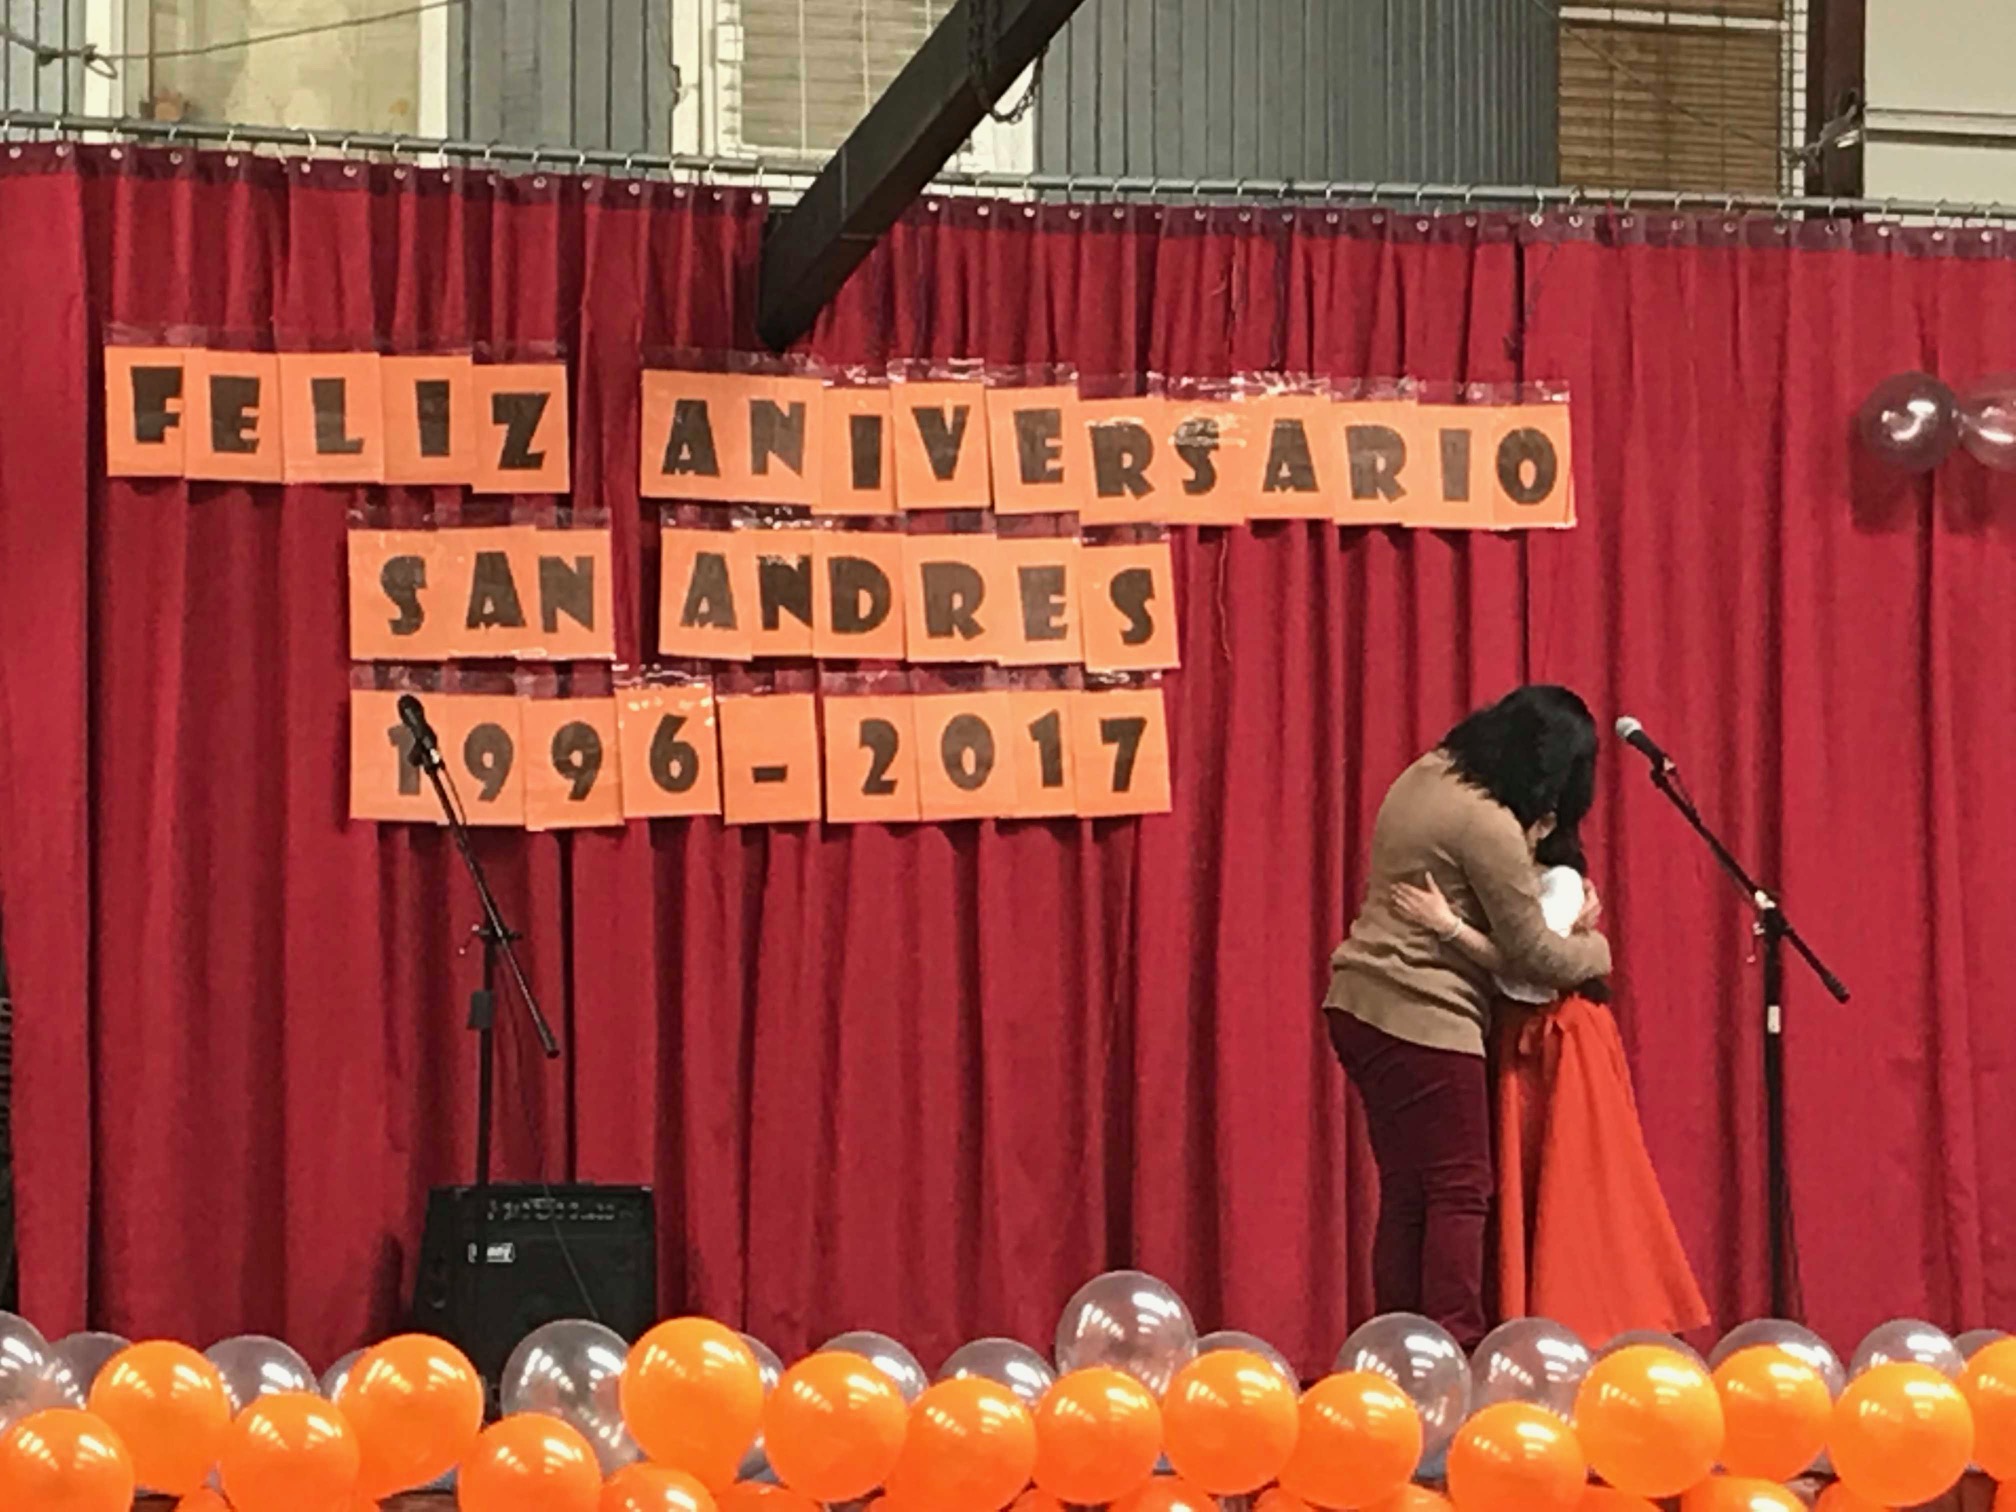 FELIZ ANIVERSARIO
SAN ANDRES
1996-2017